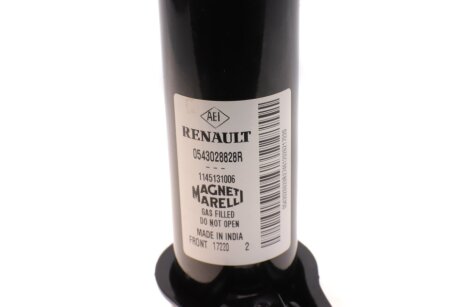 AEI
RENAULT
0543028828R
- - -
1145131006
MAGNETI
MARELLI
GAS FILLED
DO NOT OPEN
MADE IN INDIA
FRONT 17220 2